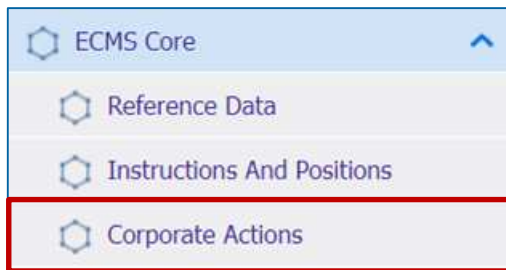 ECMS Core
Reference Data
Instructions And Positions
Corporate Actions